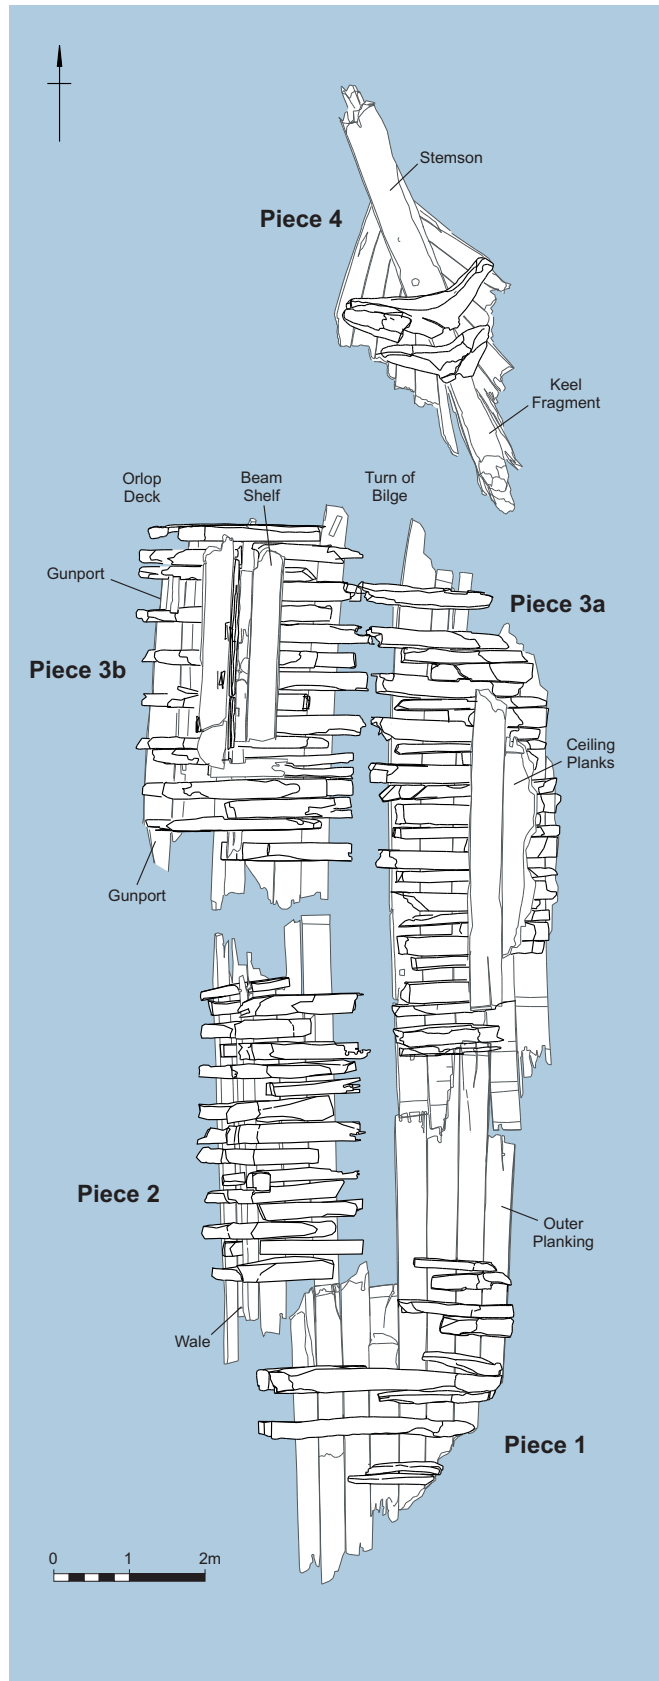 Stemson
Piece 4
Keel
Fragment
Orlop
Deck
Beam
Shelf
Turn of
Bilge
Gunport
Piece 3a
Piece 3b
Ceiling
Planks
Gunport
Piece 2
Outer
Planking
Wale
Piece 1
0 1 2m